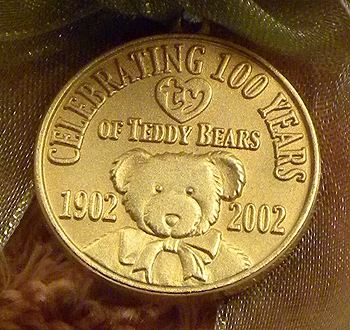 CELEBRATING 100 YEARS
ty
OF TEDDY BEARS
1902 2002